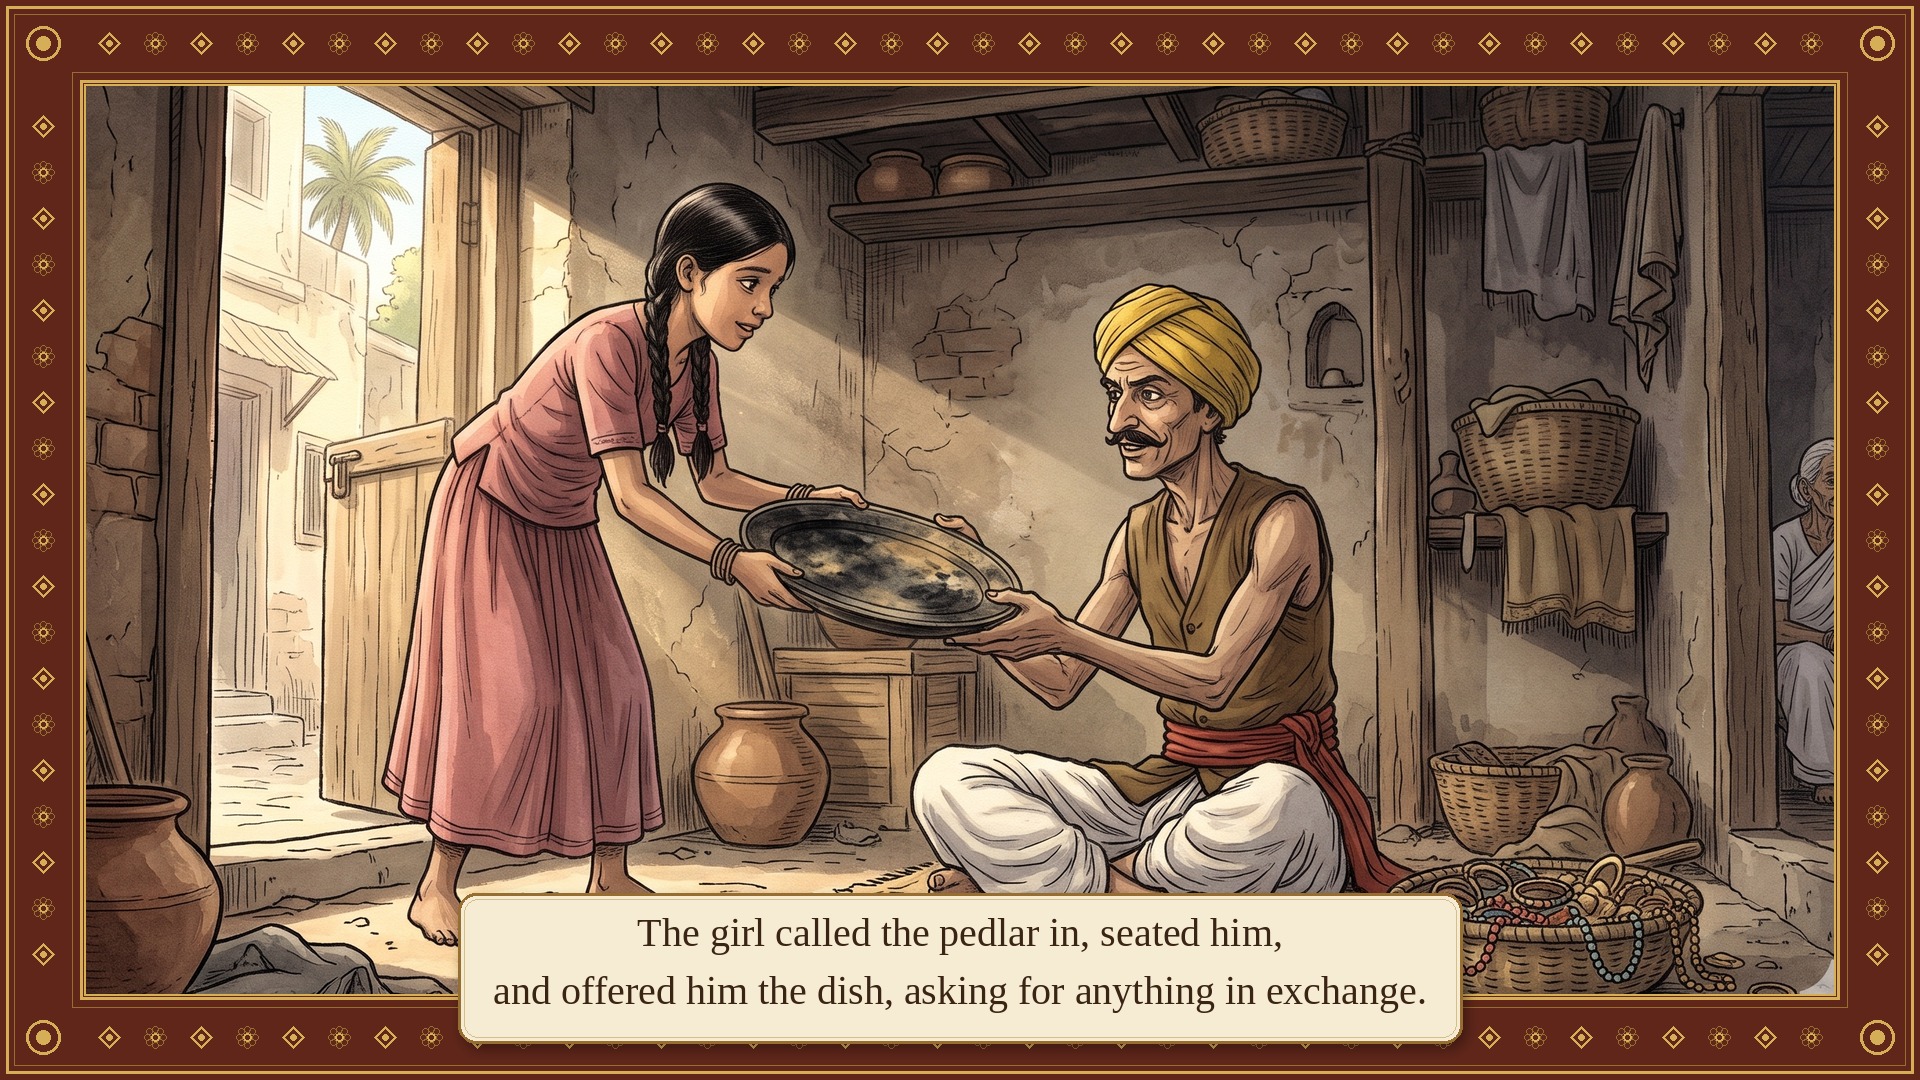 The girl called the pedlar in, seated him,
and offered him the dish, asking for anything in exchange.